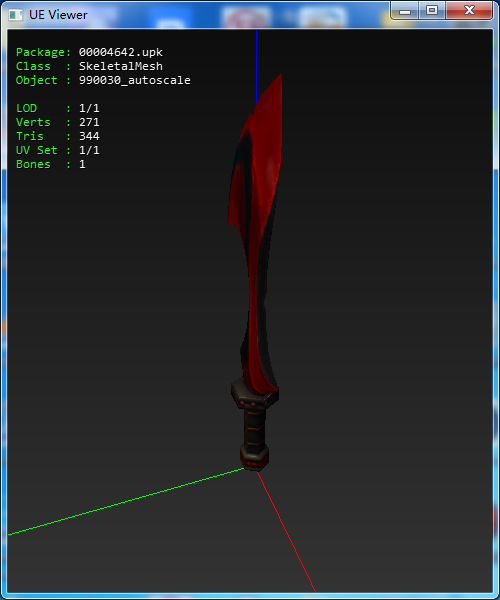 UE Viewer
Package: 00004642.upk
Class : SkeletalMesh
Object : 990030_autoscale
LOD : 1/1
Verts : 271
Tris : 344
UV Set : 1/1
Bones : 1